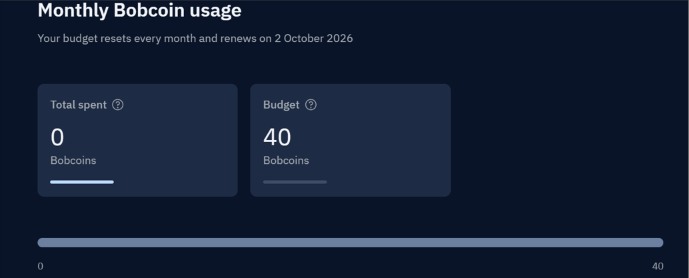 Monthly Bobcoin usage
Your budget resets every month and renews on 2 October 2026
Total spent
0
Bobcoins
Budget
40
Bobcoins
0
40